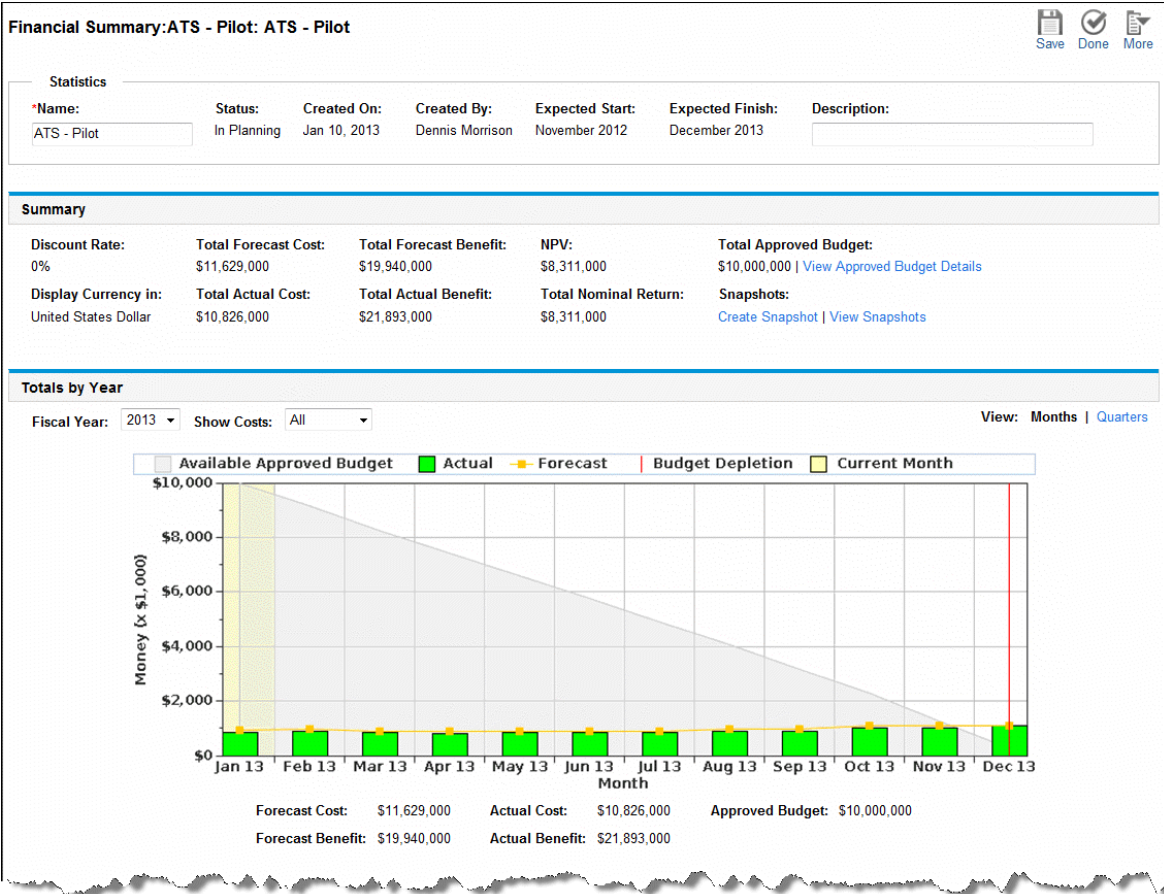 Financial Summary:ATS - Pilot: ATS - Pilot
Save Done More
Statistics
*Name: Status: Created On: Created By: Expected Start: Expected Finish: Description:
ATS - Pilot In Planning Jan 10, 2013 Dennis Morrison November 2012 December 2013
Summary
Discount Rate: Total Forecast Cost: Total Forecast Benefit: NPV: Total Approved Budget:
0% $11,629,000 $19,940,000 $8,311,000 $10,000,000 | View Approved Budget Details
Display Currency in: Total Actual Cost: Total Actual Benefit: Total Nominal Return: Snapshots:
United States Dollar $10,826,000 $21,893,000 $8,311,000 Create Snapshot | View Snapshots
Totals by Year
Fiscal Year: 2013 Show Costs: All View: Months | Quarters
Available Approved Budget Actual Forecast Budget Depletion Current Month
$10,000
$8,000
$6,000
$4,000
$2,000
$0
Money (x $1,000)
Jan 13 Feb 13 Mar 13 Apr 13 May 13 Jun 13 Jul 13 Aug 13 Sep 13 Oct 13 Nov 13 Dec 13
Month
Forecast Cost: $11,629,000 Actual Cost: $10,826,000 Approved Budget: $10,000,000
Forecast Benefit: $19,940,000 Actual Benefit: $21,893,000